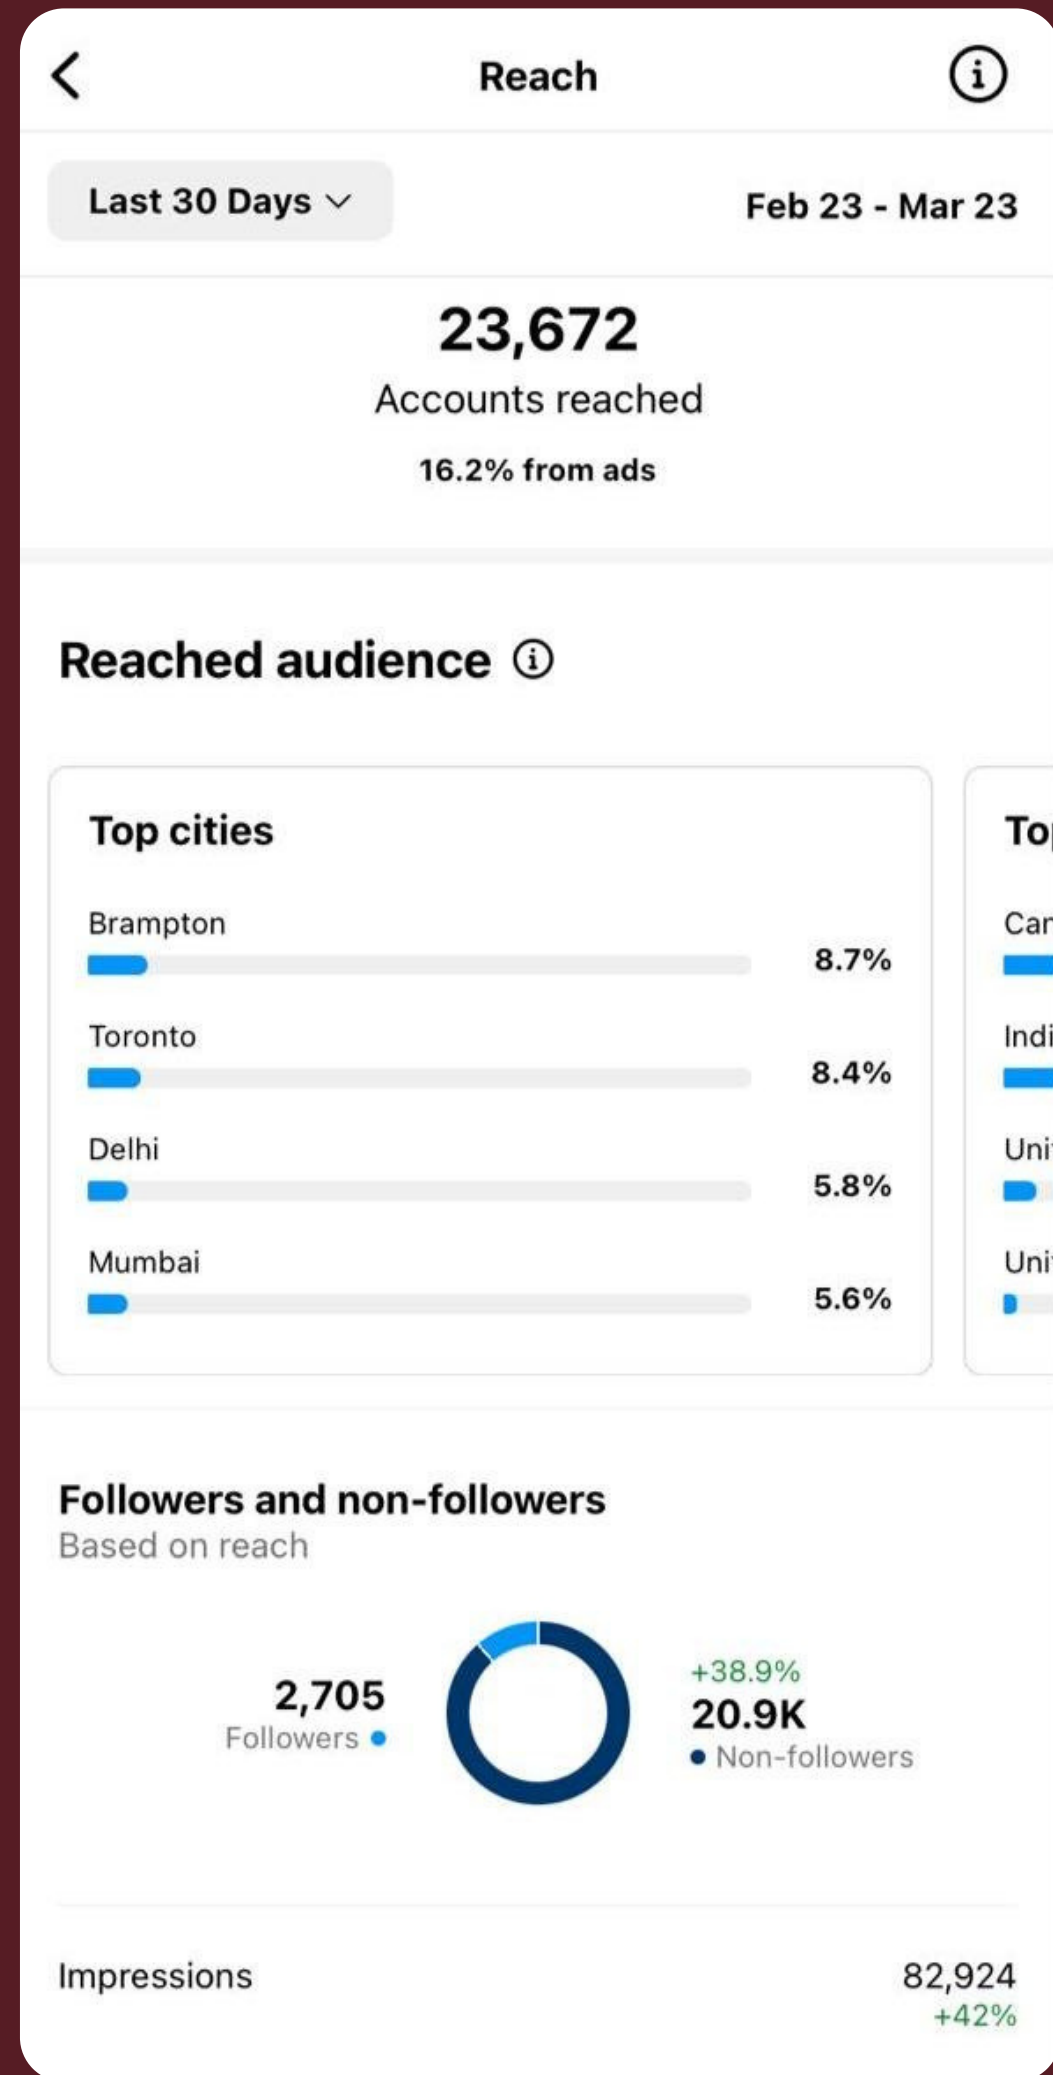 Reach
Last 30 Days
Feb 23 - Mar 23
23,672
Accounts reached
16.2% from ads
Reached audience
Top cities
Brampton
8.7%
Toronto
8.4%
Delhi
5.8%
Mumbai
5.6%
Followers and non-followers
Based on reach
2,705
Followers
+38.9%
20.9K
Non-followers
Impressions
82,924
+42%